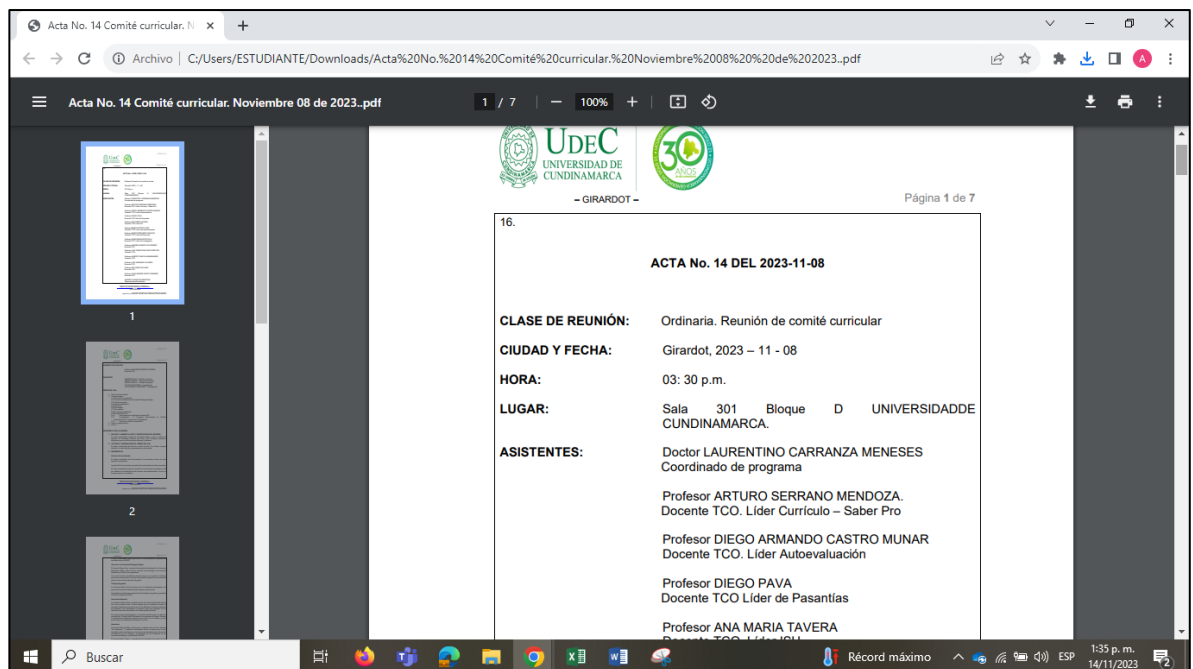 Acta No. 14 Comité curricular. N
Archivo
C:/Users/ESTUDIANTE/Downloads/Acta%20No.%2014%20Comité%20curricular.%20Noviembre%2008%20%20de%202023..pdf
A
Acta No. 14 Comité curricular. Noviembre 08 de 2023..pdf
1 / 7
100%
UDEC
UNIVERSIDAD DE
CUNDINAMARCA
30
AÑOS
– GIRARDOT –
Página 1 de 7
16.
ACTA No. 14 DEL 2023-11-08
CLASE DE REUNIÓN: Ordinaria. Reunión de comité curricular
CIUDAD Y FECHA: Girardot, 2023 – 11 - 08
HORA: 03: 30 p.m.
LUGAR: Sala 301 Bloque D UNIVERSIDADDE
CUNDINAMARCA.
ASISTENTES: Doctor LAURENTINO CARRANZA MENESES
Coordinado de programa
Profesor ARTURO SERRANO MENDOZA.
Docente TCO. Líder Currículo – Saber Pro
Profesor DIEGO ARMANDO CASTRO MUNAR
Docente TCO. Líder Autoevaluación
Profesor DIEGO PAVA
Docente TCO Líder de Pasantías
Profesor ANA MARIA TAVERA
1
2
Buscar
Récord máximo
ESP
1:35 p. m.
14/11/2023
2